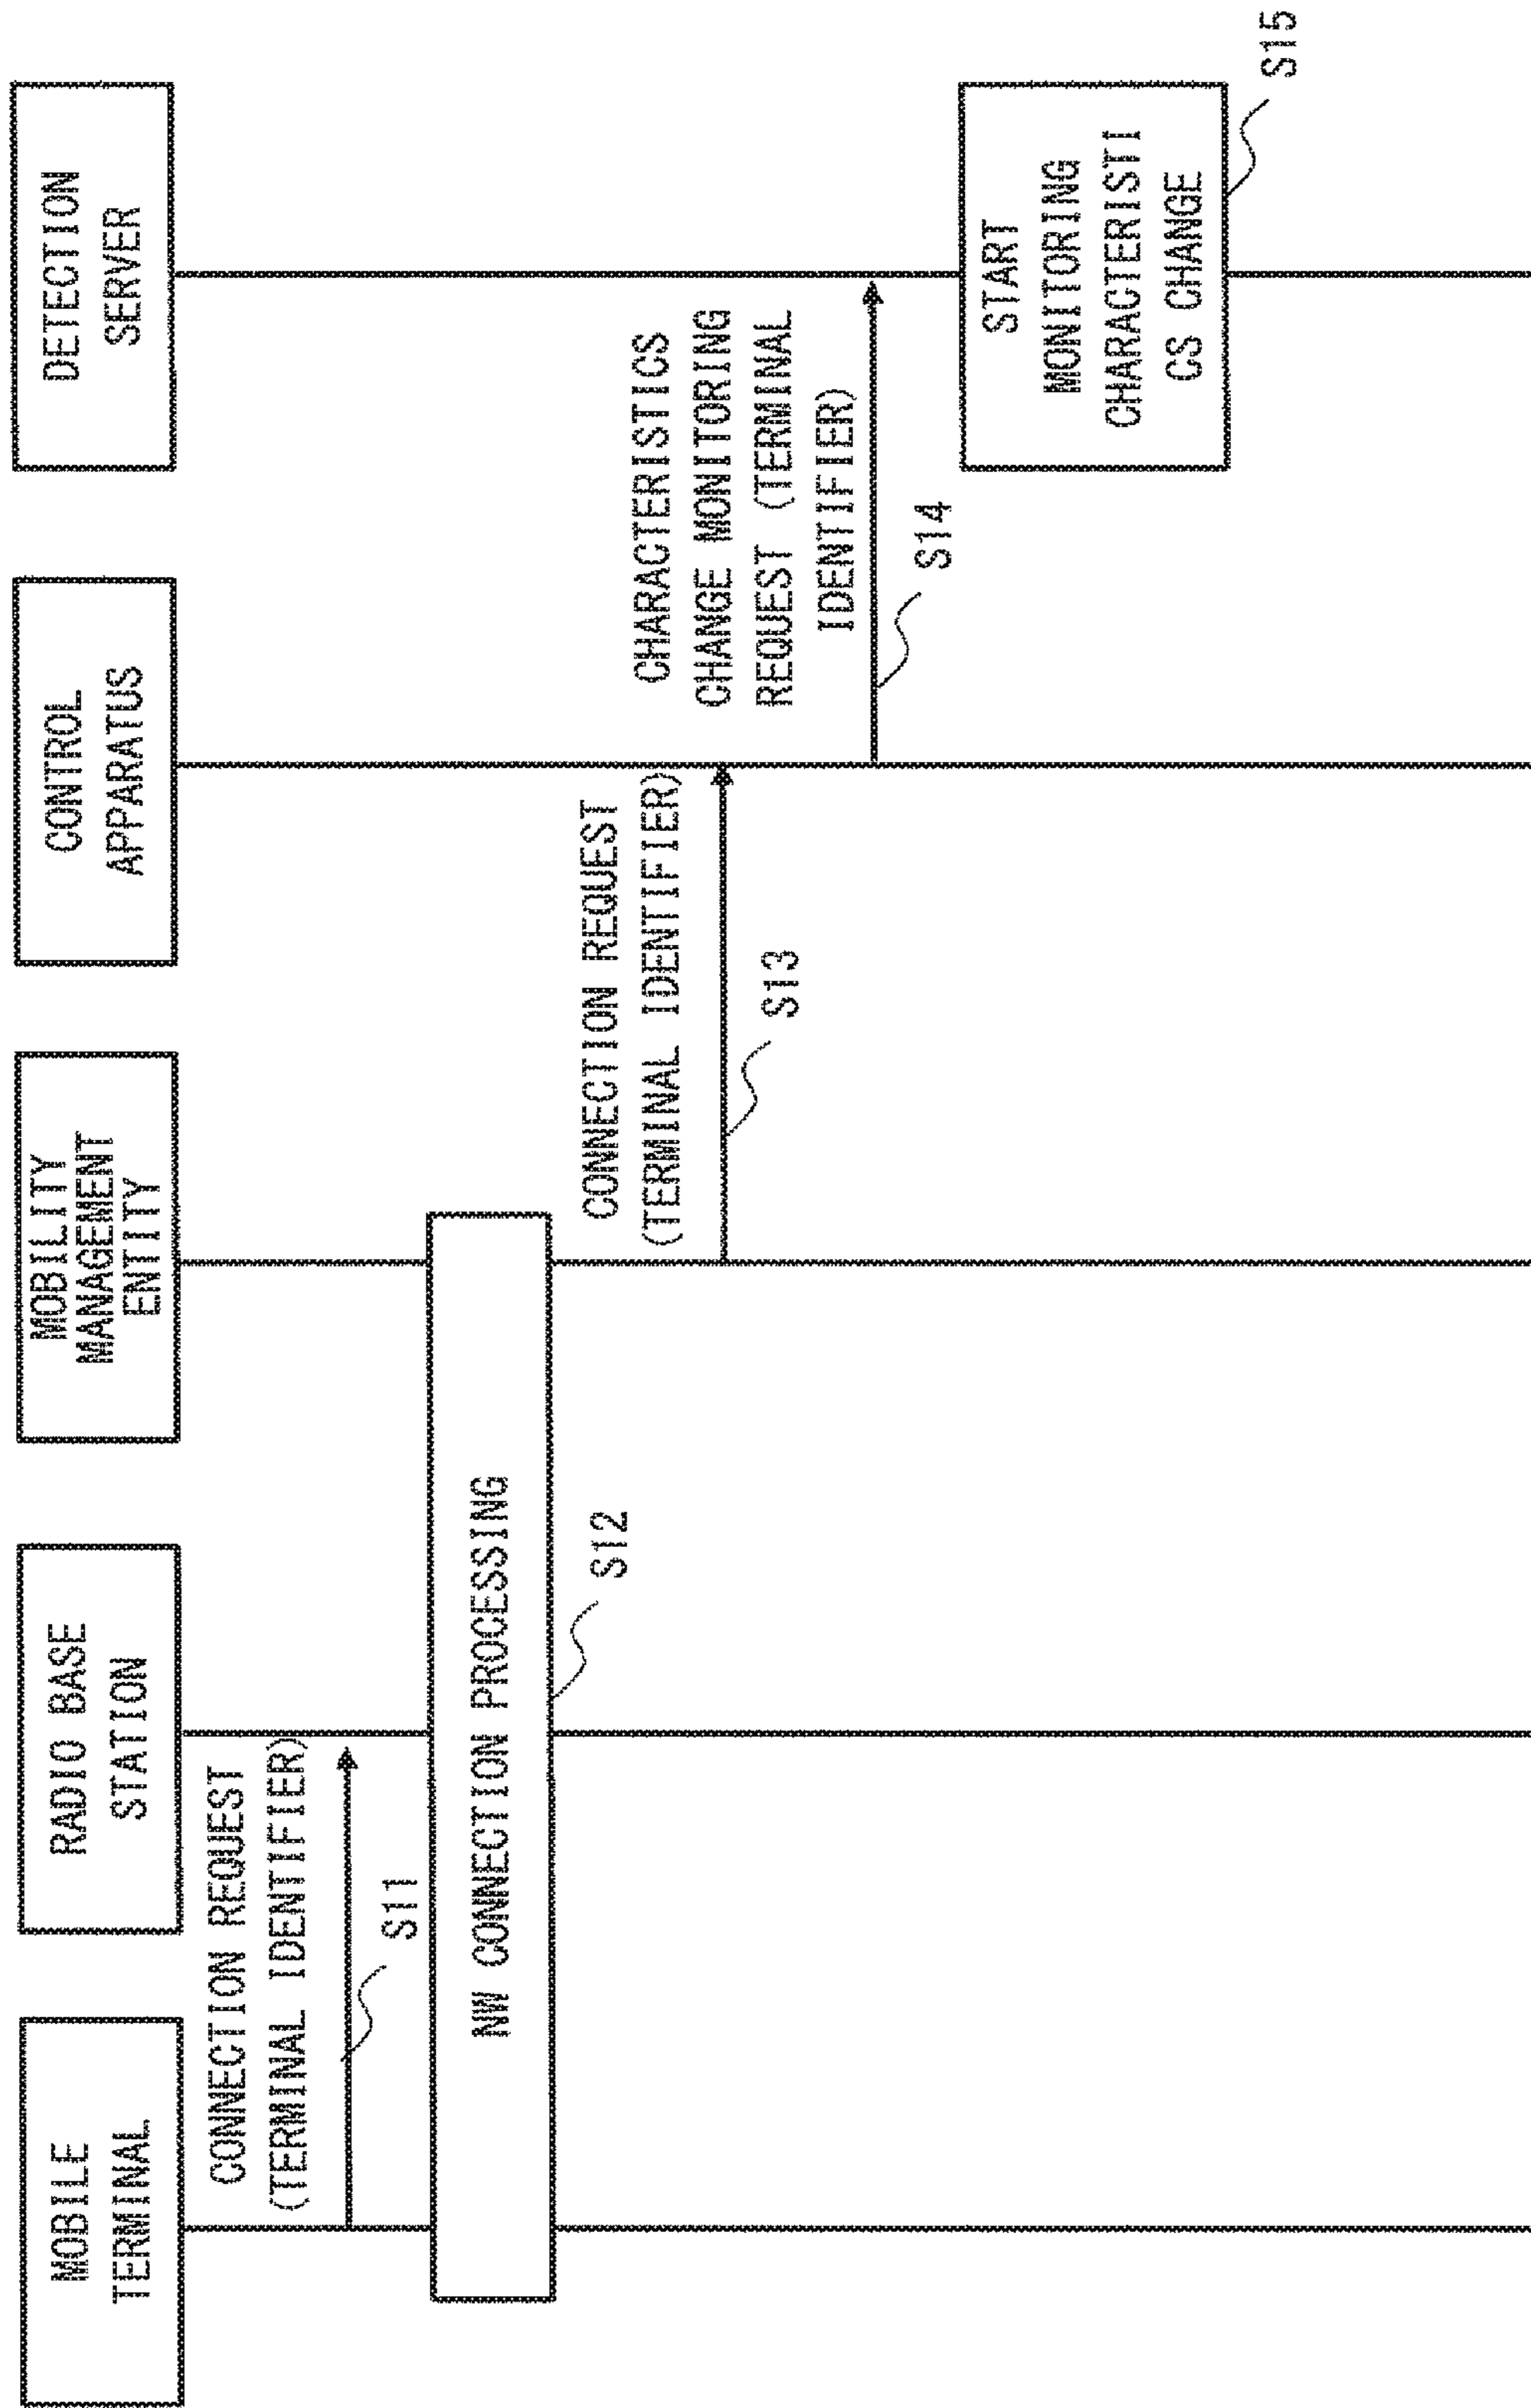 MOBILE
TERMINAL
RADIO BASE
STATION
MOBILITY
MANAGEMENT
ENTITY
CONTROL
APPARATUS
DETECTION
SERVER
CONNECTION REQUEST
(TERMINAL IDENTIFIER)
S11
NW CONNECTION PROCESSING
S12
CONNECTION REQUEST
(TERMINAL IDENTIFIER)
S13
CHARACTERISTICS
CHANGE MONITORING
REQUEST (TERMINAL
IDENTIFIER)
S14
START
MONITORING
CHARACTERISTI
CS CHANGE
S15